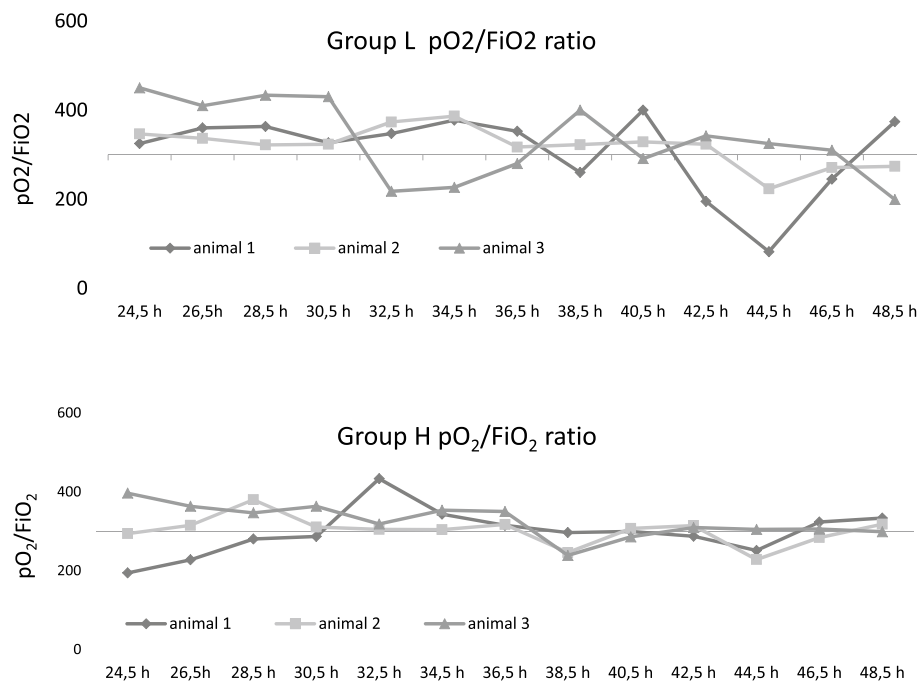 600
Group L pO2/FiO2 ratio
400
pO2/FiO2
200
animal 1 animal 2 animal 3
0
24,5 h 26,5h 28,5 h 30,5 h 32,5 h 34,5 h 36,5 h 38,5 h 40,5 h 42,5 h 44,5 h 46,5 h 48,5 h
600
Group H pO₂/FiO₂ ratio
400
pO₂/FiO₂
200
animal 1 animal 2 animal 3
0
24,5 h 26,5h 28,5 h 30,5 h 32,5 h 34,5 h 36,5 h 38,5 h 40,5 h 42,5 h 44,5 h 46,5 h 48,5 h